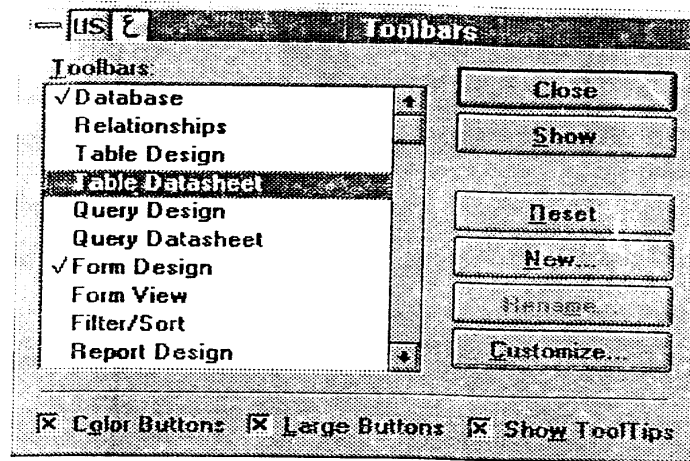 US ع Toolbars
Toolbars:
√ Database
Relationships
Table Design
Table Datasheet
Query Design
Query Datasheet
√ Form Design
Form View
Filter/Sort
Report Design
Close
Show
Reset
New...
Rename...
Customize...
Color Buttons
Large Buttons
Show ToolTips